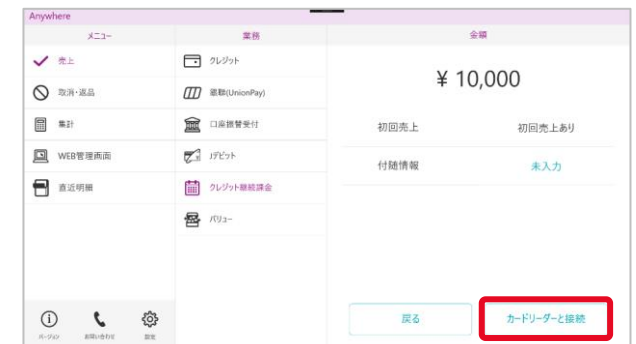 Anywhere
メニュー
業務
金額
売上
クレジット
¥ 10,000
取消・返品
銀聯(UnionPay)
集計
口座振替受付
初回売上
初回売上あり
WEB管理画面
Jデビット
付随情報
未入力
直近明細
クレジット継続課金
バリュー
バージョン
お問い合わせ
設定
戻る
カードリーダーと接続